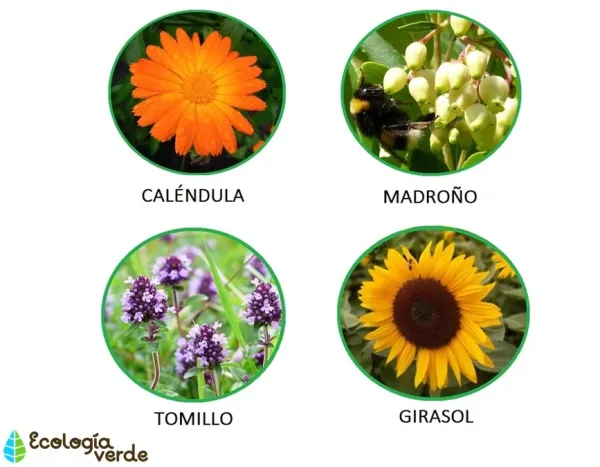 CALÉNDULA
MADROÑO
TOMILLO
GIRASOL
Ecología
verde